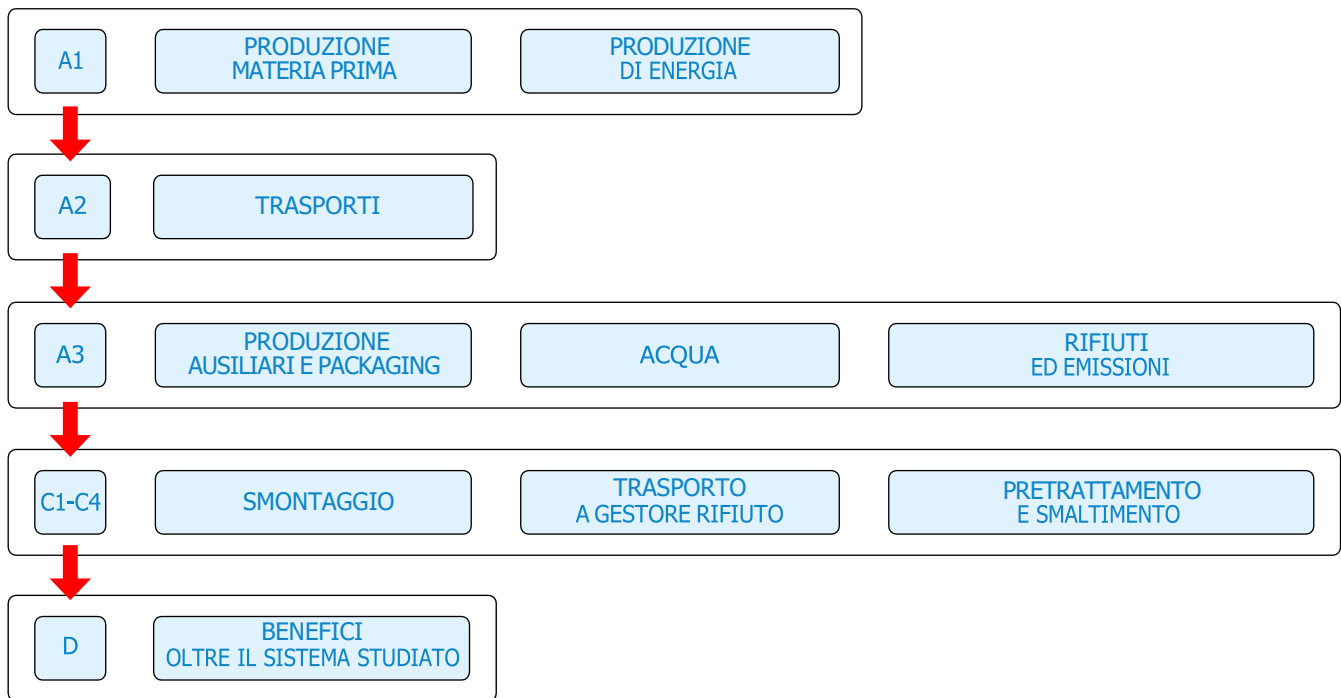 A1
PRODUZIONE
MATERIA PRIMA
PRODUZIONE
DI ENERGIA
A2
TRASPORTI
A3
PRODUZIONE
AUSILIARI E PACKAGING
ACQUA
RIFIUTI
ED EMISSIONI
C1-C4
SMONTAGGIO
TRASPORTO
A GESTORE RIFIUTO
PRETRATTAMENTO
E SMALTIMENTO
D
BENEFICI
OLTRE IL SISTEMA STUDIATO